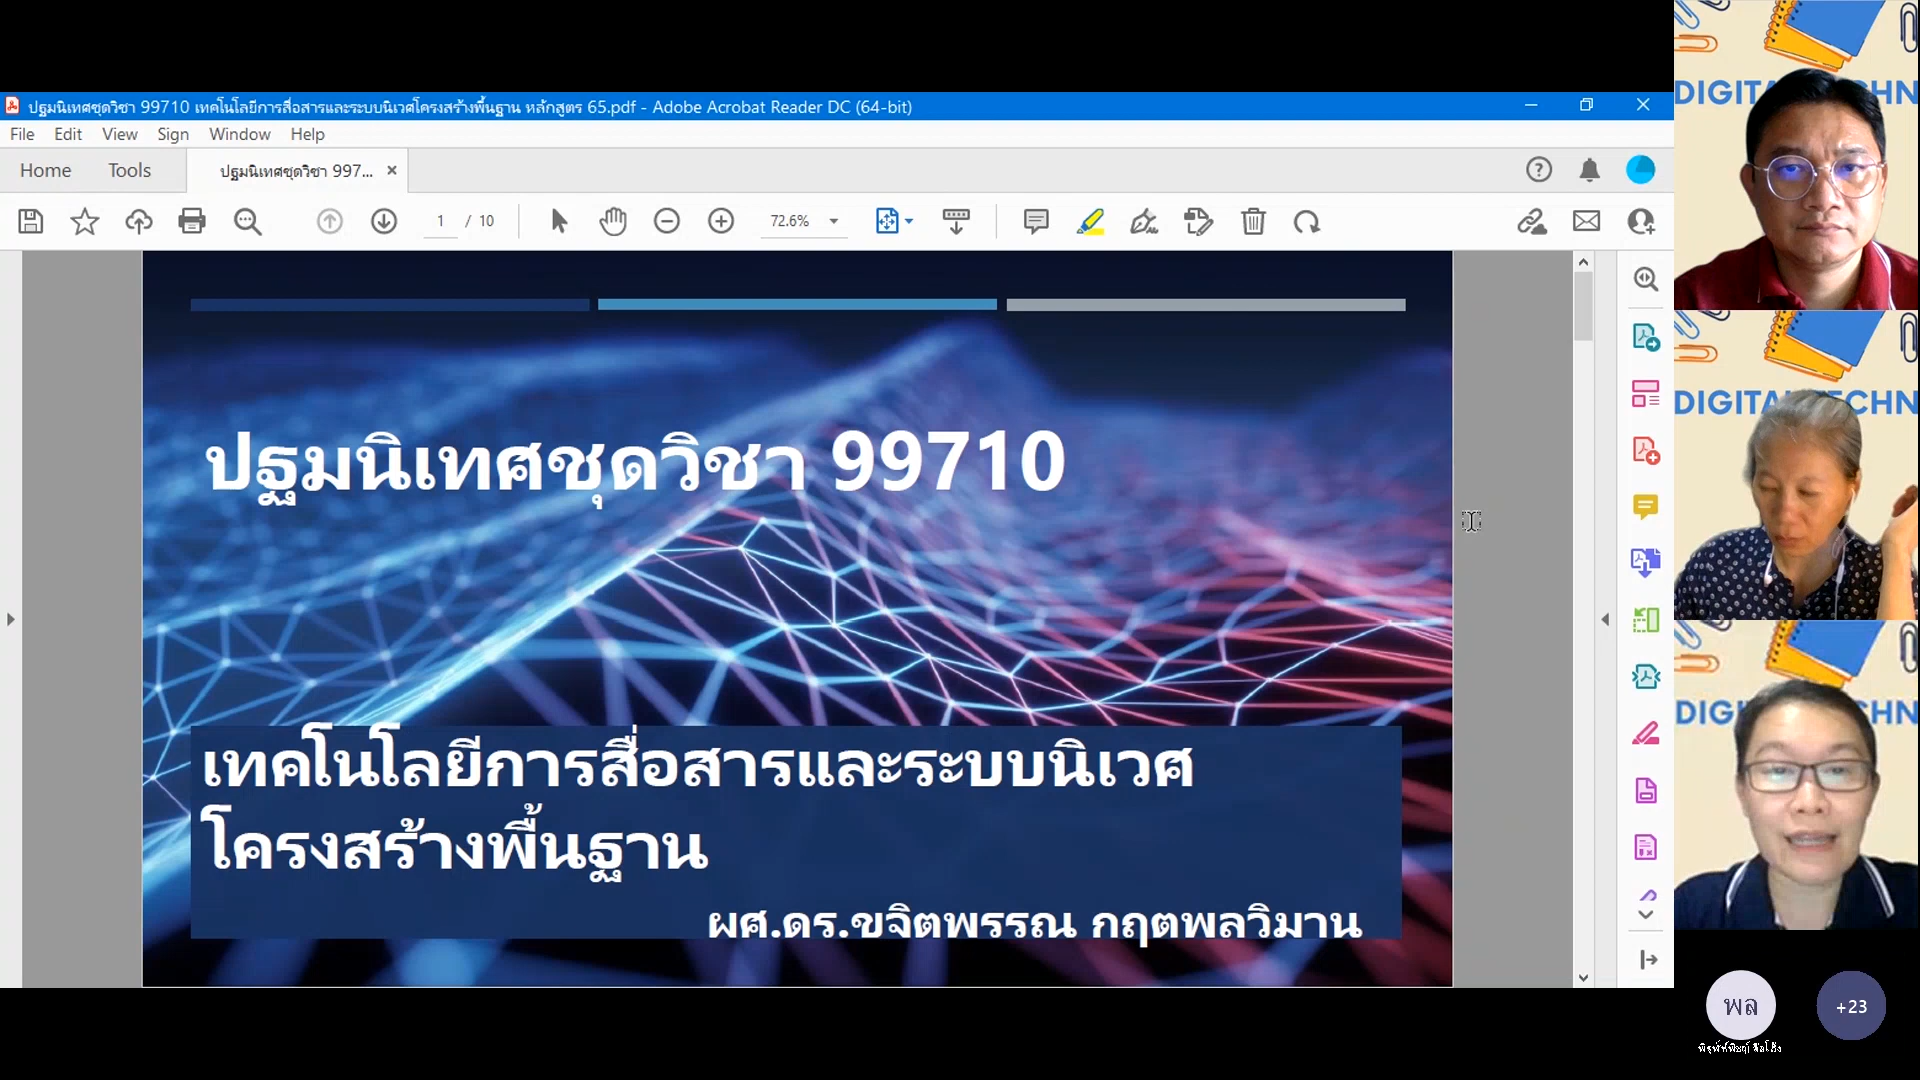 ปฐมนิเทศชุดวิชา 99710 เทคโนโลยีการสื่อสารและระบบนิเวศโครงสร้างพื้นฐาน หลักสูตร 65.pdf - Adobe Acrobat Reader DC (64-bit)
File Edit View Sign Window Help
Home Tools ปฐมนิเทศชุดวิชา 997...
1 / 10 72.6%
ปฐมนิเทศชุดวิชา 99710
เทคโนโลยีการสื่อสารและระบบนิเวศ
โครงสร้างพื้นฐาน
ผศ.ดร.ขจิตพรรณ กฤตพลวิมาน
DIGITAL TECHN
DIGITAL TECHN
DIGI HN
พล
+23